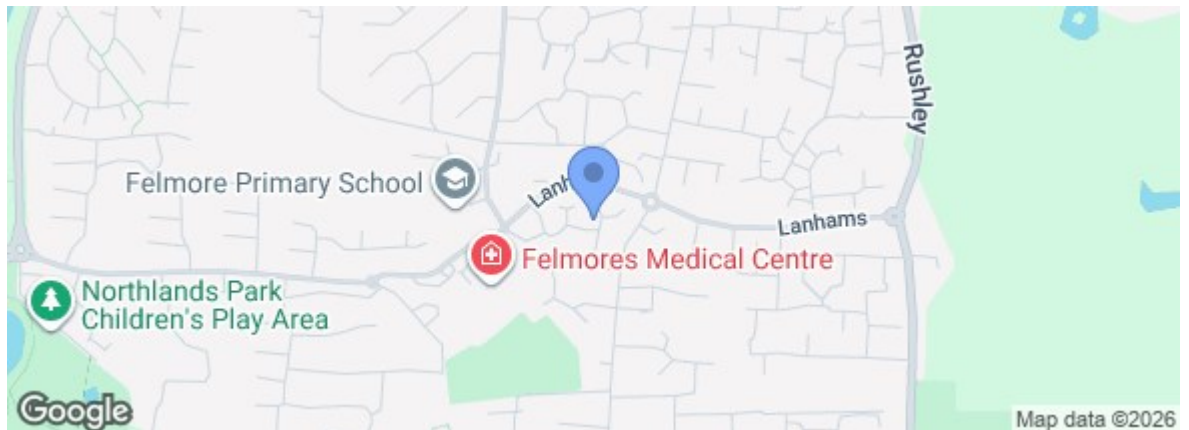 Rushley
Felmore Primary School
Lanhams
Felmores Medical Centre
Northlands Park
Children's Play Area
Google
Map data ©2026